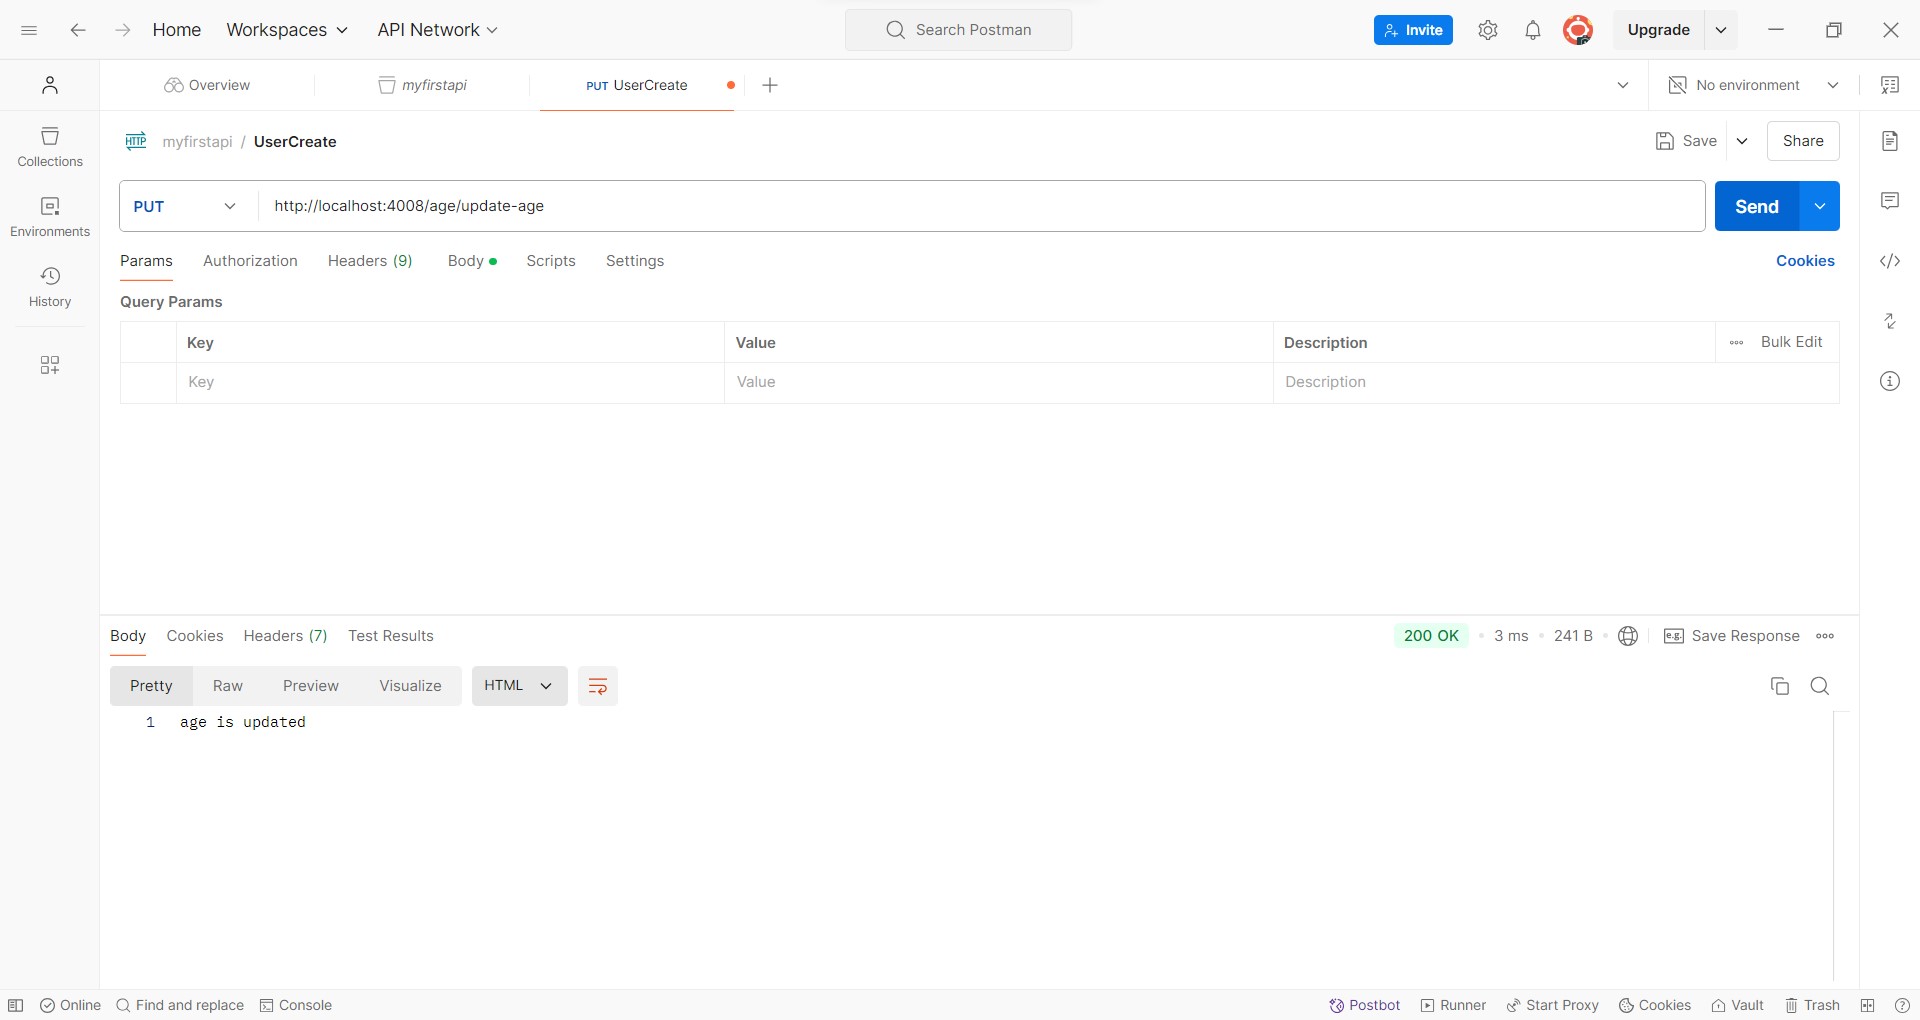 Home Workspaces API Network Search Postman Invite Upgrade
Overview myfirstapi PUT UserCreate No environment
HTTP myfirstapi / UserCreate Save Share
Collections
Environments
History
PUT http://localhost:4008/age/update-age Send
Params Authorization Headers (9) Body Scripts Settings Cookies
Query Params
Key Value Description Bulk Edit
Key Value Description
Body Cookies Headers (7) Test Results 200 OK 3 ms 241 B e.g. Save Response
Pretty Raw Preview Visualize HTML
1 age is updated
Online Find and replace Console Postbot Runner Start Proxy Cookies Vault Trash